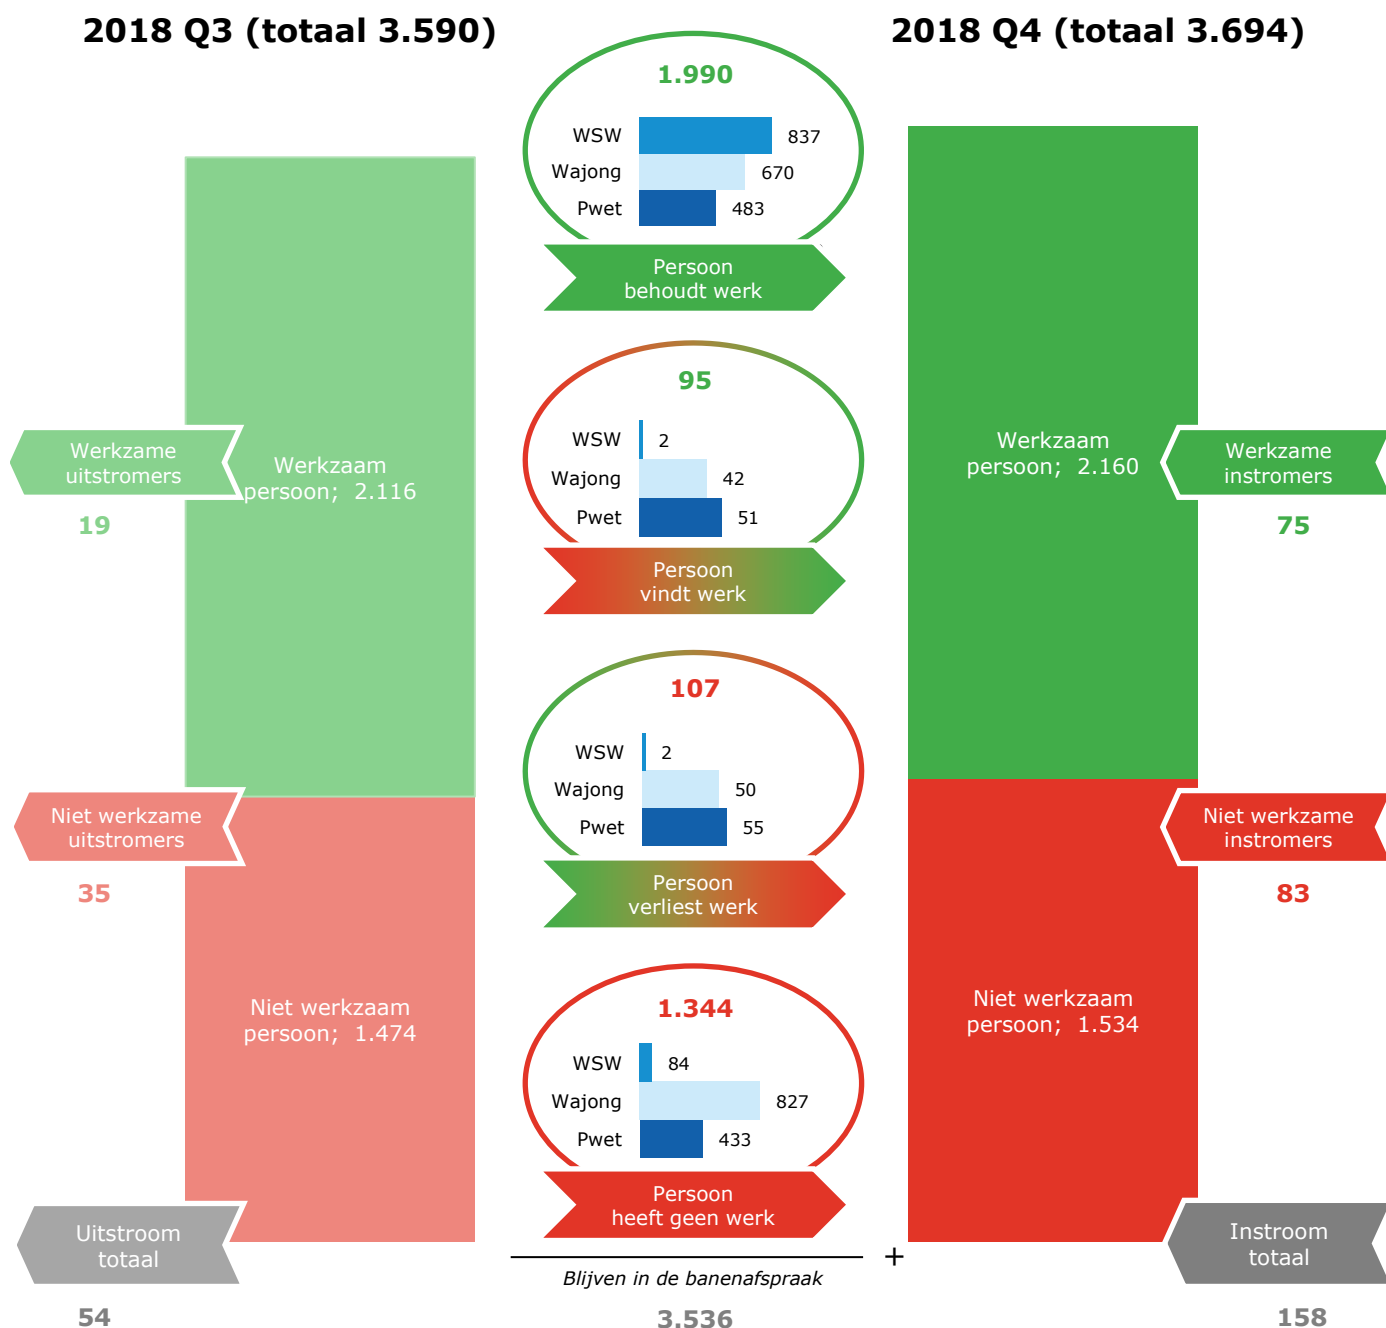 2018 Q3 (totaal 3.590)
2018 Q4 (totaal 3.694)
1.990
WSW 837
Wajong 670
Pwet 483
Persoon
behoudt werk
95
WSW 2
Wajong 42
Pwet 51
Persoon
vindt werk
107
WSW 2
Wajong 50
Pwet 55
Persoon
verliest werk
1.344
WSW 84
Wajong 827
Pwet 433
Persoon
heeft geen werk
Werkzame
uitstromers
19
Werkzaam
persoon; 2.116
Niet werkzame
uitstromers
35
Niet werkzaam
persoon; 1.474
Uitstroom
totaal
54
Werkzaam
persoon; 2.160
Werkzame
instromers
75
Niet werkzame
instromers
83
Niet werkzaam
persoon; 1.534
Instroom
totaal
158
+
Blijven in de banenafspraak
3.536